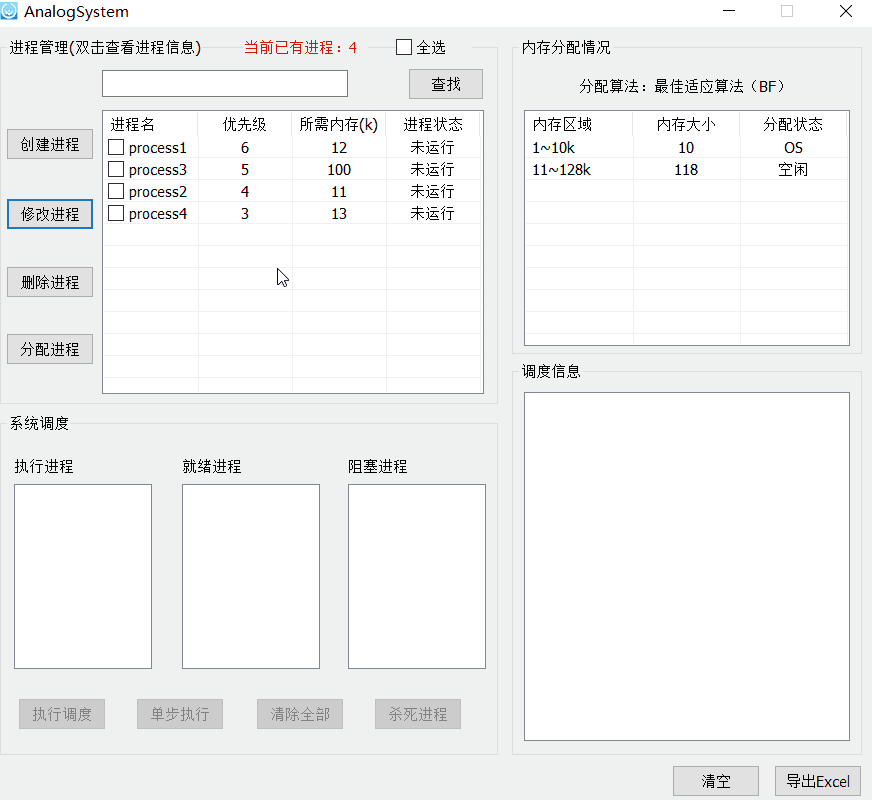 AnalogSystem
进程管理(双击查看进程信息) 当前已有进程：4 全选
查找
进程名 优先级 所需内存(k) 进程状态
process1 6 12 未运行
process3 5 100 未运行
process2 4 11 未运行
process4 3 13 未运行
创建进程
修改进程
删除进程
分配进程
内存分配情况
分配算法：最佳适应算法（BF）
内存区域 内存大小 分配状态
1~10k 10 OS
11~128k 118 空闲
系统调度
执行进程 就绪进程 阻塞进程
执行调度 单步执行 清除全部 杀死进程
调度信息
清空 导出Excel